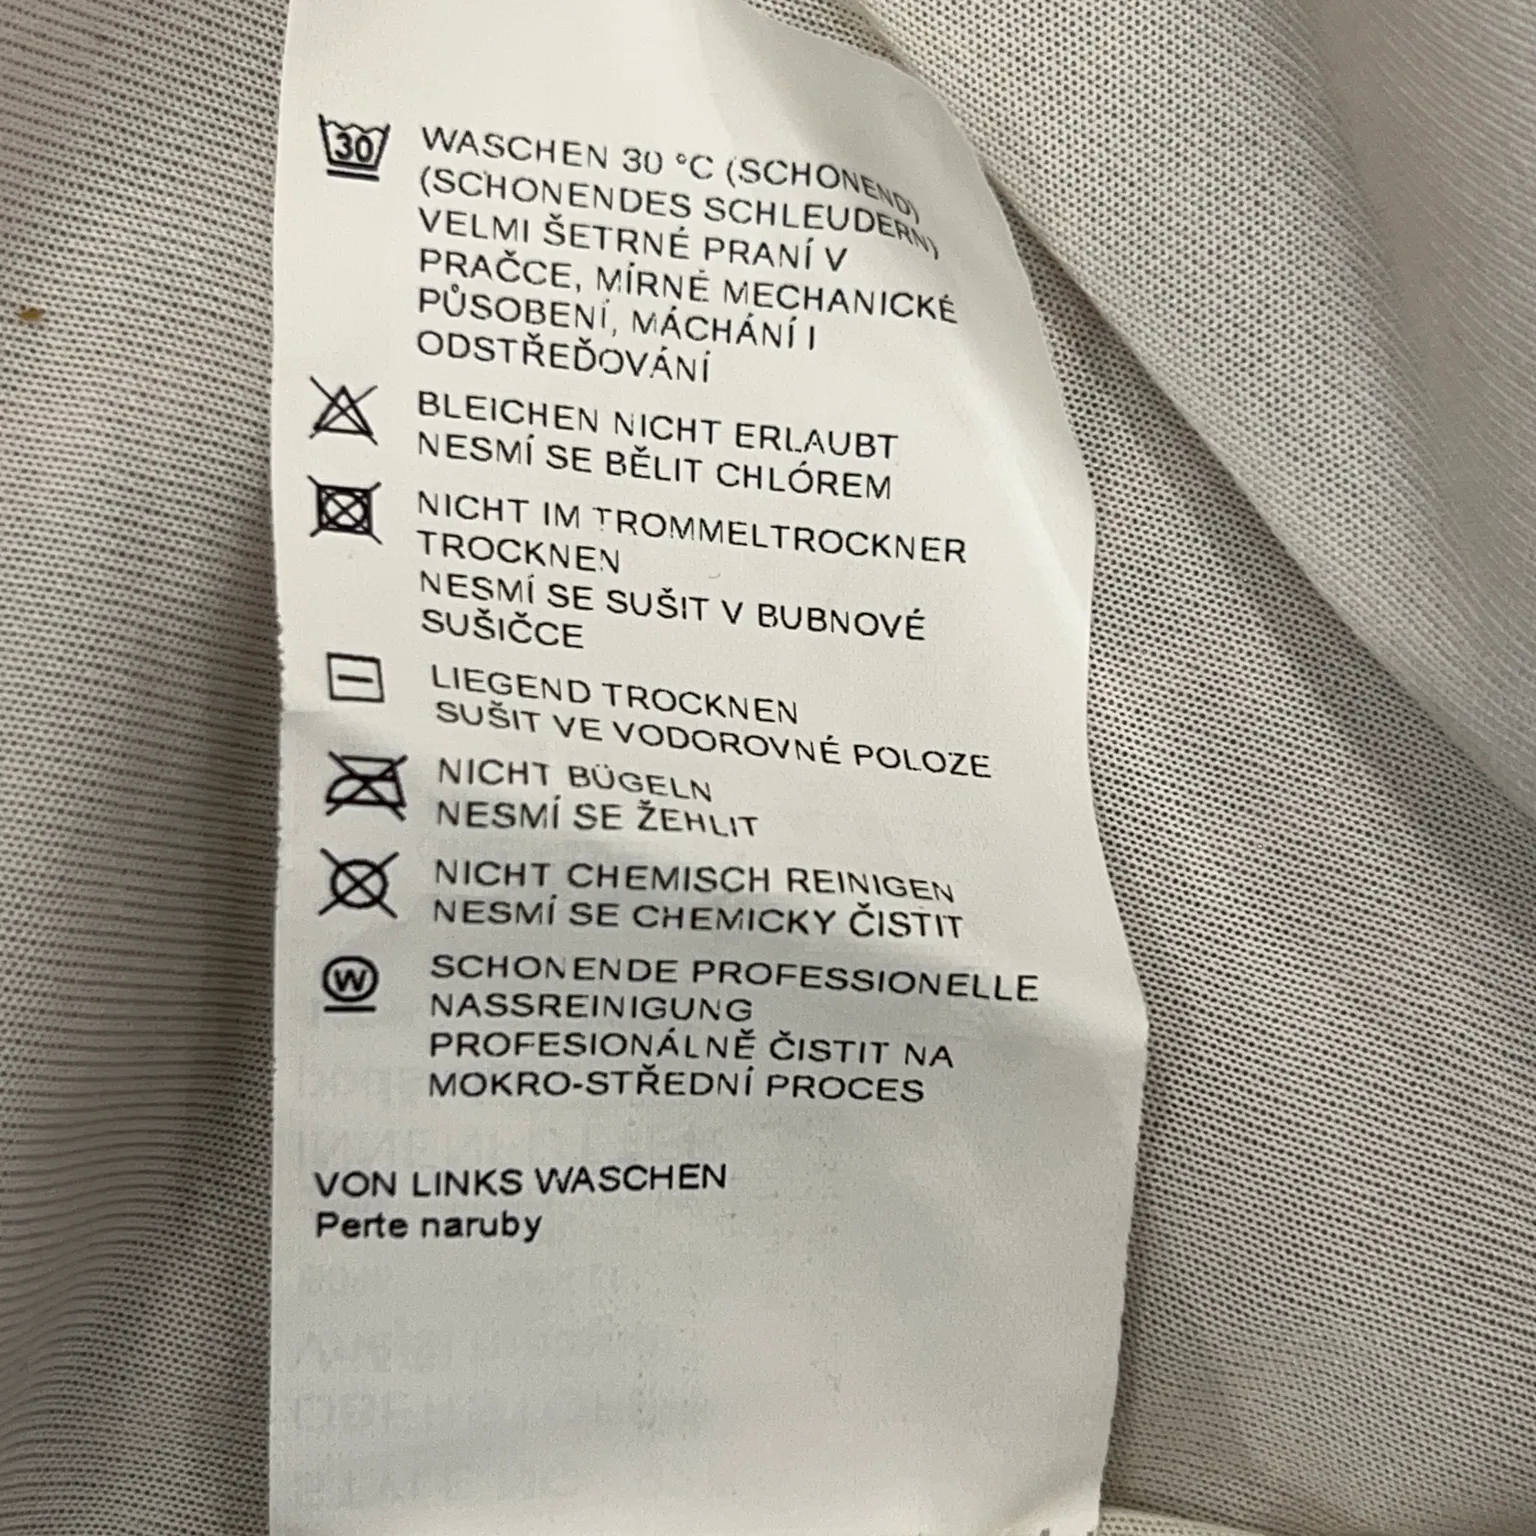 30
WASCHEN 30 °C (SCHONEND)
(SCHONENDES SCHLEUDERN)
VELMI ŠETRNÉ PRANÍ V
PRAČCE, MÍRNÉ MECHANICKÉ
PŮSOBENÍ, MÁCHÁNÍ I
ODSTŘEĎOVÁNÍ
BLEICHEN NICHT ERLAUBT
NESMÍ SE BĚLIT CHLÓREM
NICHT IM TROMMELTROCKNER
TROCKNEN
NESMÍ SE SUŠIT V BUBNOVÉ
SUŠIČCE
LIEGEND TROCKNEN
SUŠIT VE VODOROVNÉ POLOZE
NICHT BÜGELN
NESMÍ SE ŽEHLIT
NICHT CHEMISCH REINIGEN
NESMÍ SE CHEMICKY ČISTIT
W
SCHONENDE PROFESSIONELLE
NASSREINIGUNG
PROFESIONÁLNĚ ČISTIT NA
MOKRO-STŘEDNÍ PROCES
VON LINKS WASCHEN
Perte naruby